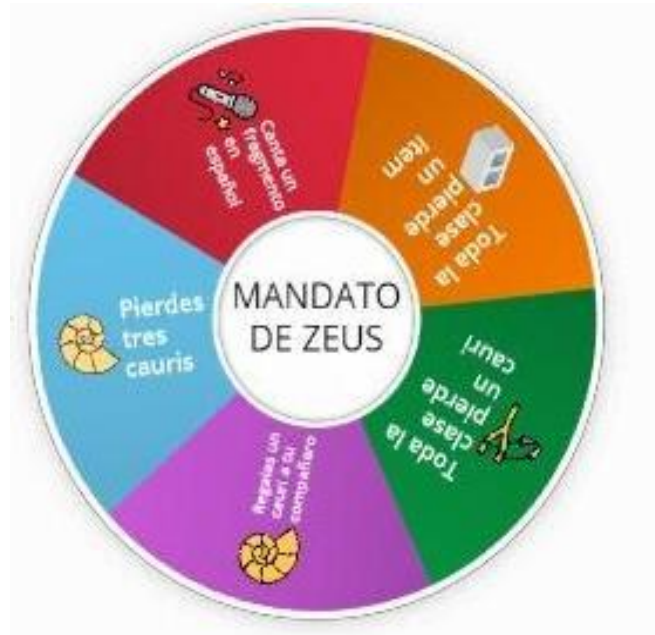 MANDATO
DE ZEUS
Canta un
fragmento
en
español
Toda la
clase
pierde
un
ítem
Toda la
clase
pierde
un
cauri
Regalas un
cauri a tu
compañero
Pierdes
tres
cauris